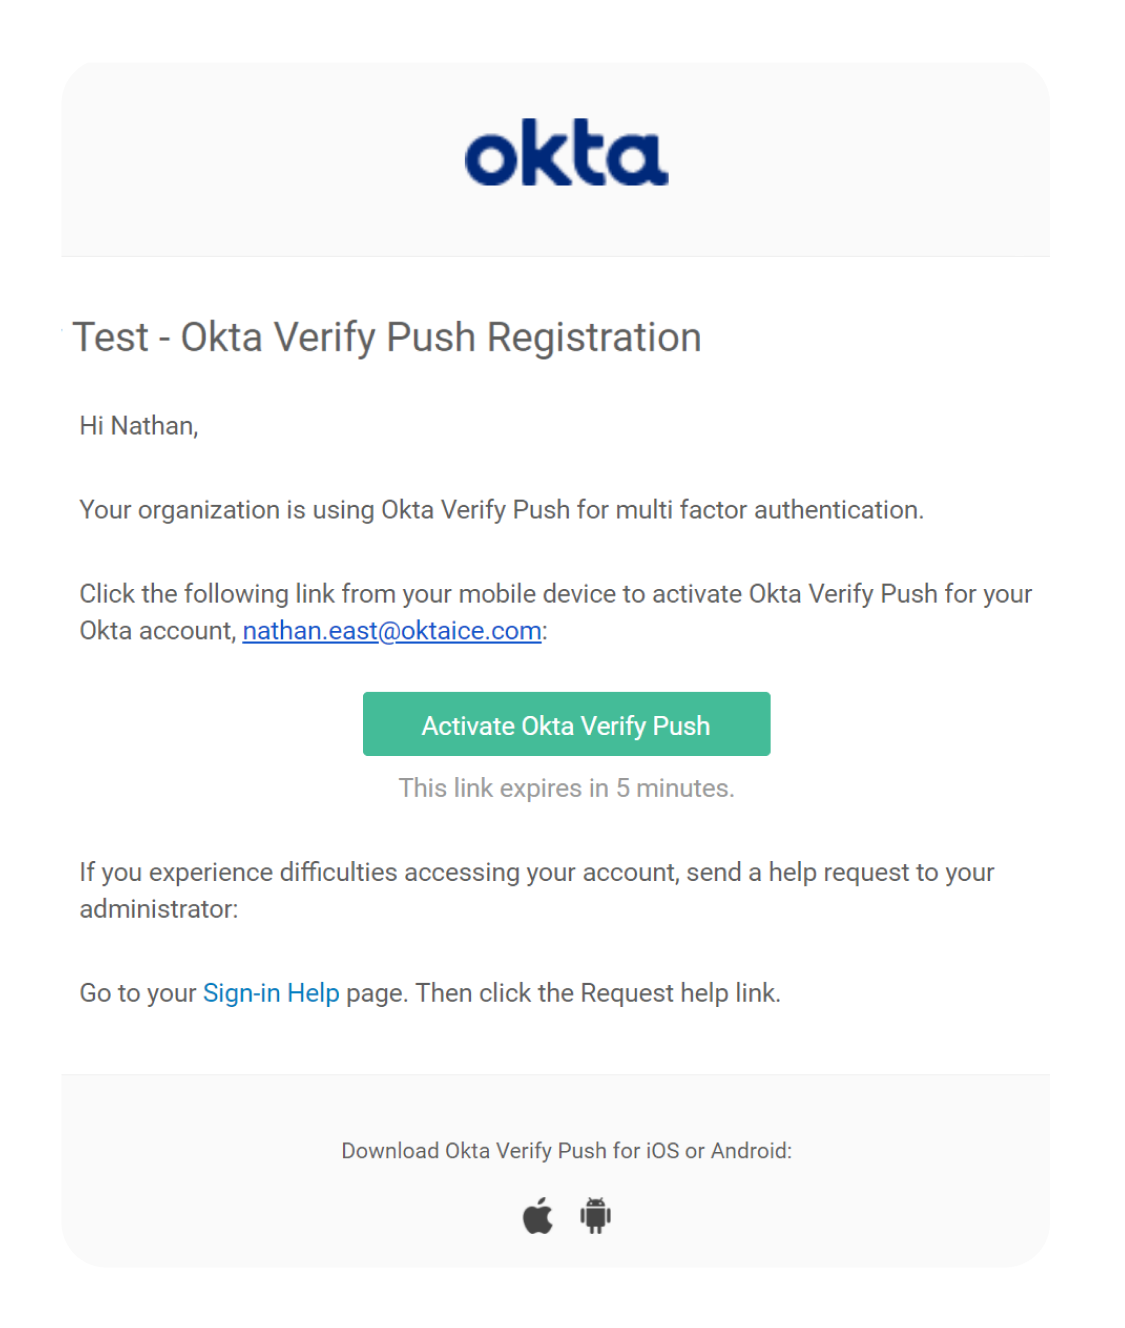 okta
Test - Okta Verify Push Registration
Hi Nathan,
Your organization is using Okta Verify Push for multi factor authentication.
Click the following link from your mobile device to activate Okta Verify Push for your
Okta account, nathan.east@oktaice.com:
Activate Okta Verify Push
This link expires in 5 minutes.
If you experience difficulties accessing your account, send a help request to your
administrator:
Go to your Sign-in Help page. Then click the Request help link.
Download Okta Verify Push for iOS or Android: